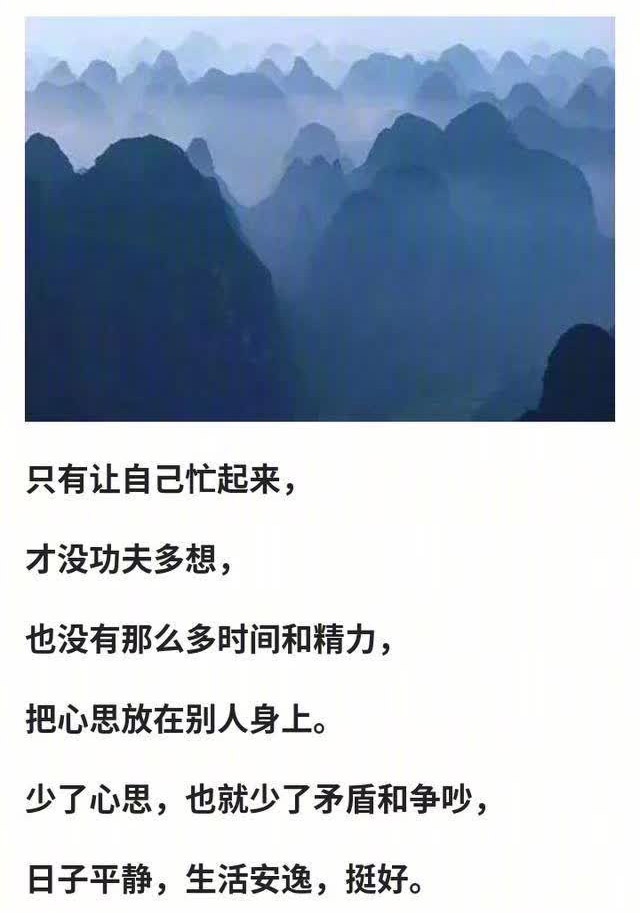 只有让自己忙起来，
才没功夫多想，
也没有那么多时间和精力，
把心思放在别人身上。
少了心思，也就少了矛盾和争吵，
日子平静，生活安逸，挺好。